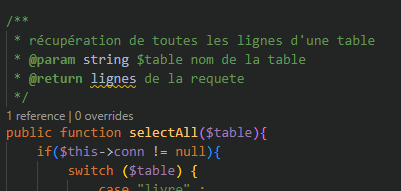 /**
* récupération de toutes les lignes d'une table
* @param string $table nom de la table
* @return lignes de la requete
*/
1 reference | 0 overrides
public function selectAll($table){
if($this->conn != null){
switch ($table) {
case "livre" :